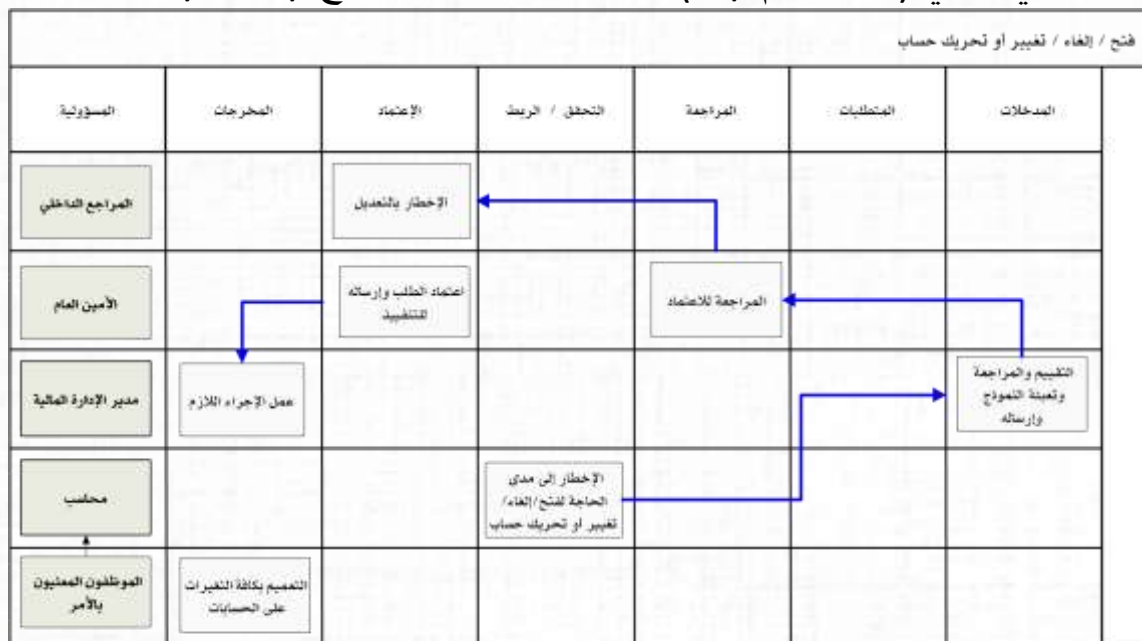 فتح / إلغاء / تغيير أو تحريك حساب
المدخلات
المتطلبات
المراجعة
التحقق / الربط
الإعتماد
المخرجات
المسؤولية
الإخطار بالتعديل
المراجع الداخلي
المراجعة للاعتماد
اعتماد الطلب وإرساله
للتنفيذ
الأمين العام
التقييم والمراجعة
وتعبئة النموذج
وإرساله
عمل الإجراء اللازم
مدير الإدارة المالية
الإخطار إلى مدى
الحاجة لفتح/إلغاء/
تغيير أو تحريك حساب
محاسب
التعميم بكافة التغيرات
على الحسابات
الموظفون المعنيون
بالأمر